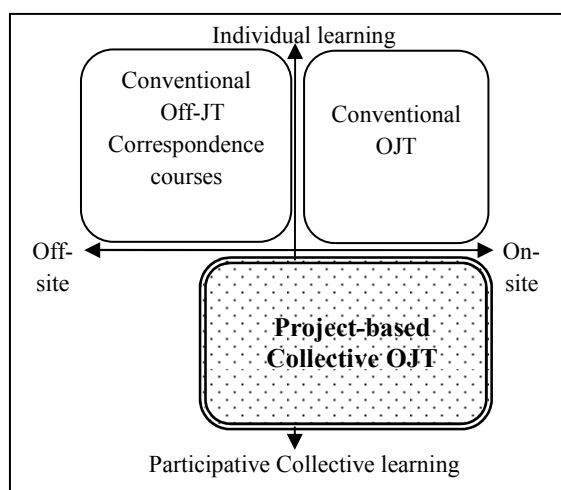 Individual learning
Conventional
Off-JT
Correspondence
courses
Conventional
OJT
Off-
site
On-
site
Project-based
Collective OJT
Participative Collective learning